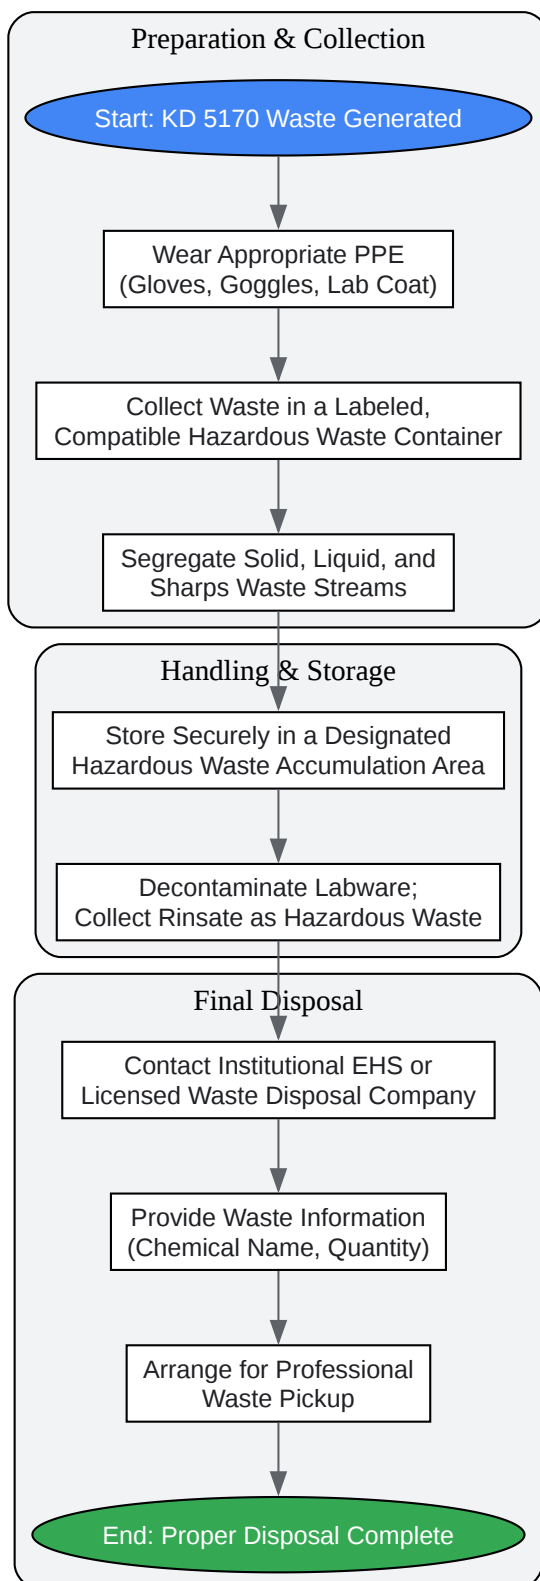 Preparation & Collection
Start: KD 5170 Waste Generated
Wear Appropriate PPE
(Gloves, Goggles, Lab Coat)
Collect Waste in a Labeled,
Compatible Hazardous Waste Container
Segregate Solid, Liquid, and
Sharps Waste Streams
Handling & Storage
Store Securely in a Designated
Hazardous Waste Accumulation Area
Decontaminate Labware;
Collect Rinsate as Hazardous Waste
Final Disposal
Contact Institutional EHS or
Licensed Waste Disposal Company
Provide Waste Information
(Chemical Name, Quantity)
Arrange for Professional
Waste Pickup
End: Proper Disposal Complete